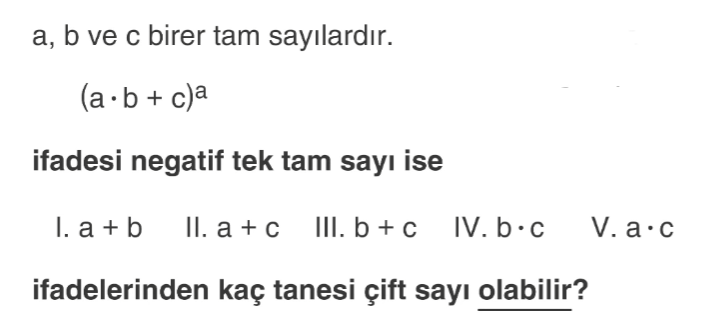 a, b ve c birer tam sayılardır.
(a·b + c)ᵃ
ifadesi negatif tek tam sayı ise
I. a + b II. a + c III. b + c IV. b·c V. a·c
ifadelerinden kaç tanesi çift sayı olabilir?